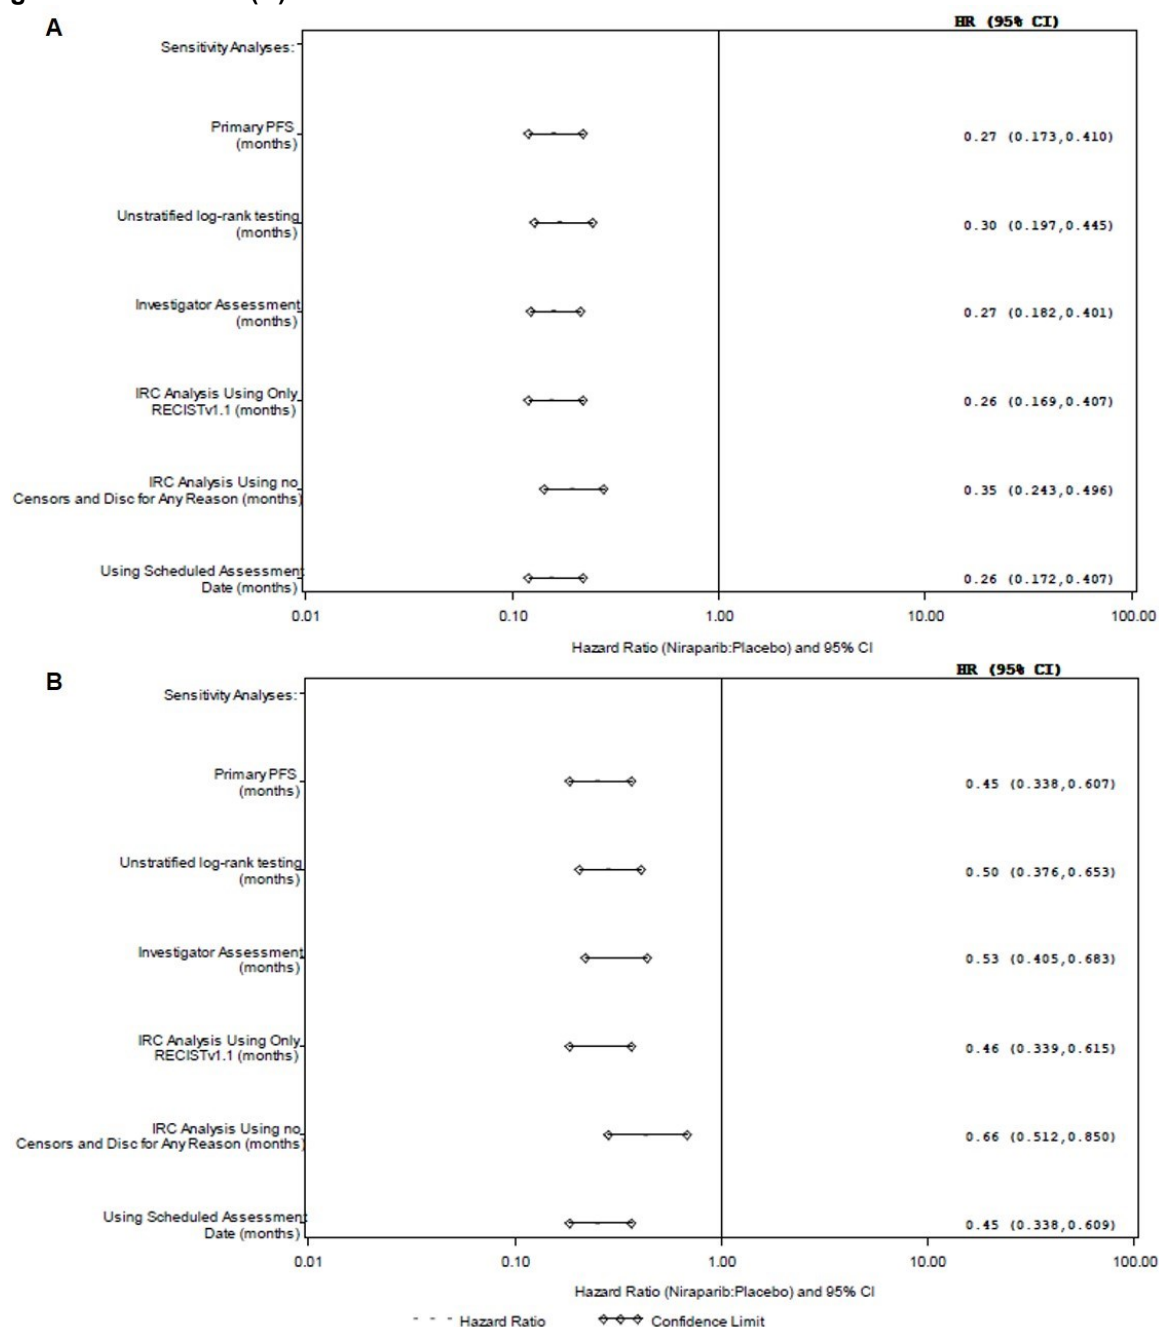 A
HR (95% CI)
Sensitivity Analyses:
Primary PFS
(months)
0.27 (0.173,0.410)
Unstratified log-rank testing
(months)
0.30 (0.197,0.445)
Investigator Assessment
(months)
0.27 (0.182,0.401)
IRC Analysis Using Only
RECISTv1.1 (months)
0.26 (0.169,0.407)
IRC Analysis Using no
Censors and Disc for Any Reason (months)
0.35 (0.243,0.496)
Using Scheduled Assessment
Date (months)
0.26 (0.172,0.407)
0.01 0.10 1.00 10.00 100.00
Hazard Ratio (Niraparib:Placebo) and 95% CI
B
HR (95% CI)
Sensitivity Analyses:
Primary PFS
(months)
0.45 (0.338,0.607)
Unstratified log-rank testing
(months)
0.50 (0.376,0.653)
Investigator Assessment
(months)
0.53 (0.405,0.683)
IRC Analysis Using Only
RECISTv1.1 (months)
0.46 (0.339,0.615)
IRC Analysis Using no
Censors and Disc for Any Reason (months)
0.66 (0.512,0.850)
Using Scheduled Assessment
Date (months)
0.45 (0.338,0.609)
0.01 0.10 1.00 10.00 100.00
Hazard Ratio (Niraparib:Placebo) and 95% CI
Hazard Ratio Confidence Limit